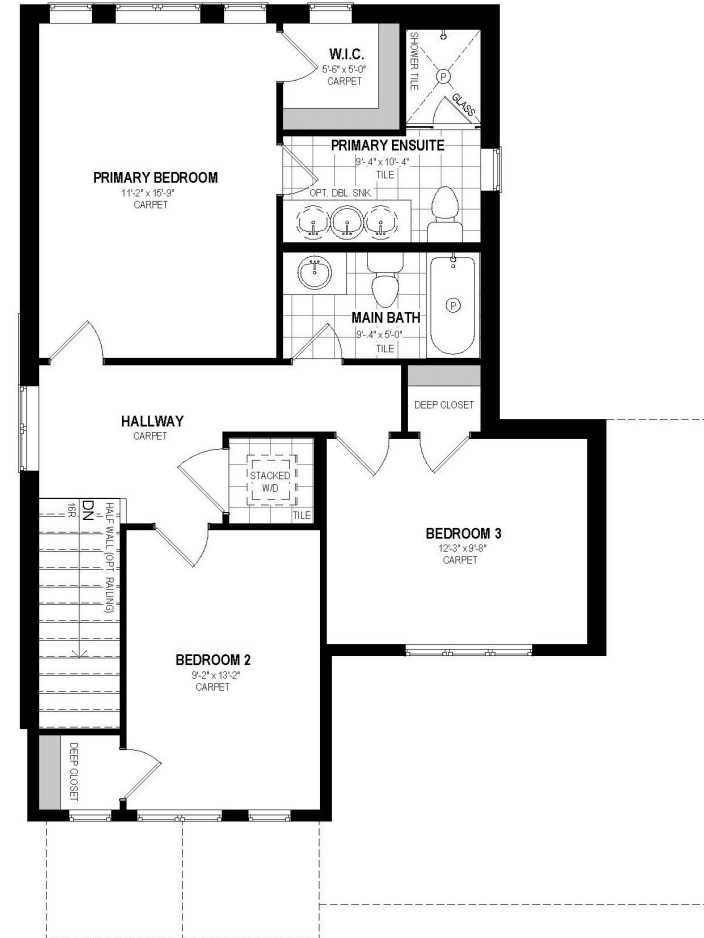 W.I.C.
5'-6" x 5'-0"
CARPET
SHOWER TILE
P
GLASS
PRIMARY ENSUITE
9'-4" x 10'-4"
TILE
OPT. DBL. SNK.
PRIMARY BEDROOM
11'-2" x 15'-9"
CARPET
P
MAIN BATH
9'-4" x 5'-0"
TILE
DEEP CLOSET
HALLWAY
CARPET
STACKED
W/D
TILE
DN
16R
HALF WALL (OPT. RAILING)
BEDROOM 3
12'-3" x 9'-8"
CARPET
BEDROOM 2
9'-2" x 13'-2"
CARPET
DEEP CLOSET